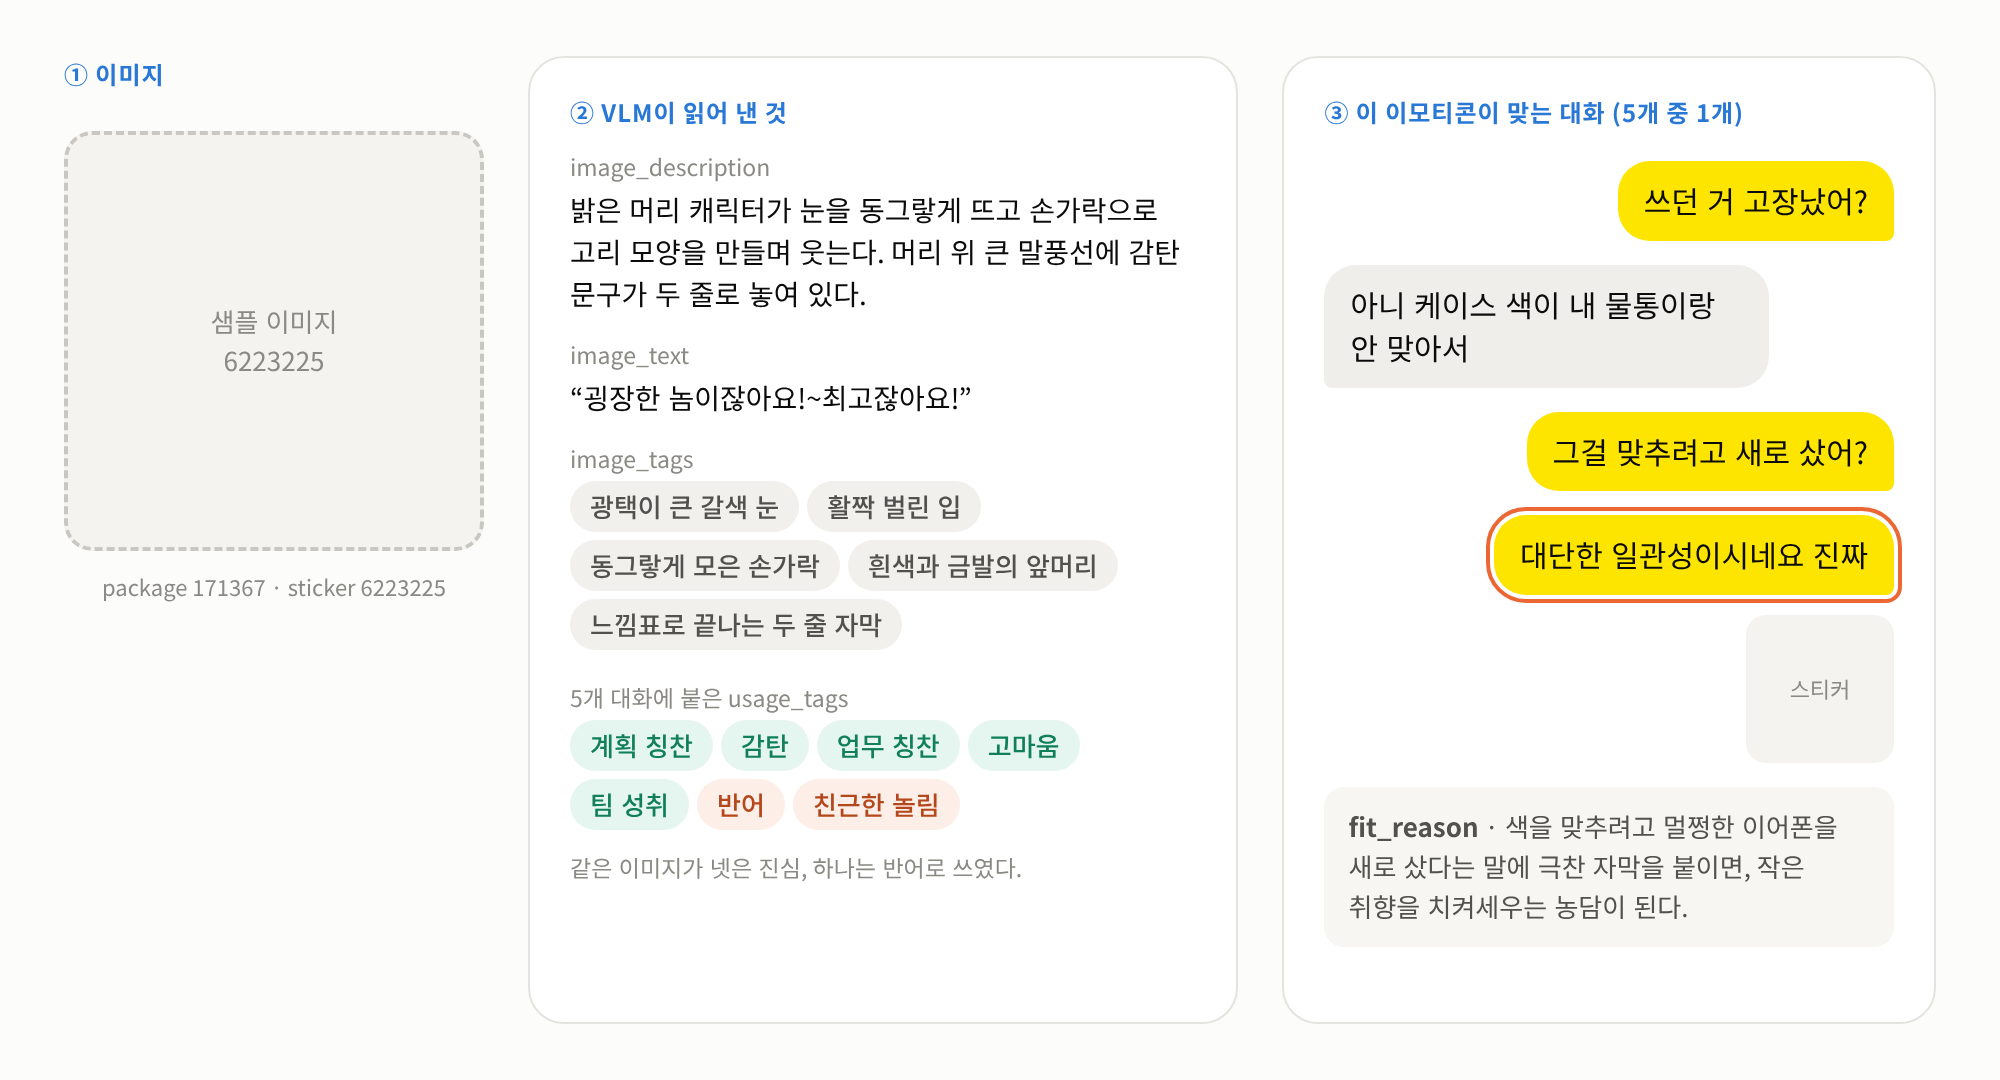 ① 이미지
샘플 이미지
6223225
package 171367 · sticker 6223225
② VLM이 읽어 낸 것
image_description
밝은 머리 캐릭터가 눈을 동그랗게 뜨고 손가락으로
고리 모양을 만들며 웃는다. 머리 위 큰 말풍선에 감탄
문구가 두 줄로 놓여 있다.
image_text
“굉장한 놈이잖아요!~최고잖아요!”
image_tags
광택이 큰 갈색 눈 활짝 벌린 입
동그랗게 모은 손가락 흰색과 금발의 앞머리
느낌표로 끝나는 두 줄 자막
5개 대화에 붙은 usage_tags
계획 칭찬 감탄 업무 칭찬 고마움
팀 성취 반어 친근한 놀림
같은 이미지가 넷은 진심, 하나는 반어로 쓰였다.
③ 이 이모티콘이 맞는 대화 (5개 중 1개)
쓰던 거 고장났어?
아니 케이스 색이 내 물통이랑
안 맞아서
그걸 맞추려고 새로 샀어?
대단한 일관성이시네요 진짜
스티커
fit_reason · 색을 맞추려고 멀쩡한 이어폰을
새로 샀다는 말에 극찬 자막을 붙이면, 작은
취향을 치켜세우는 농담이 된다.